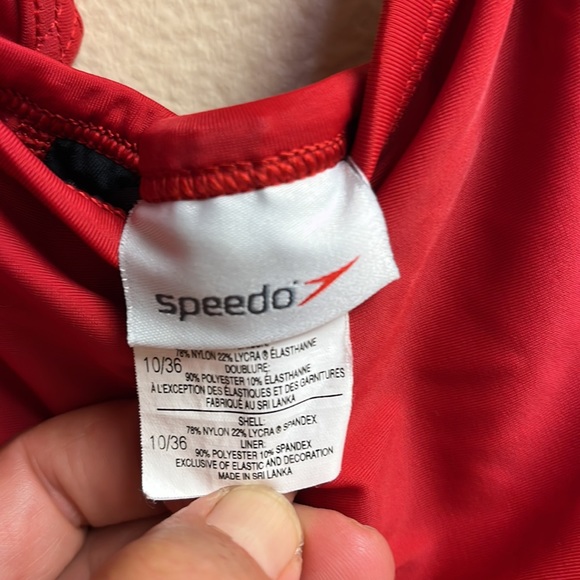 speedo
78% NYLON 22% LYCRA ® ÉLASTHANNE
10/36 DOUBLURE:
90% POLYESTER 10% ÉLASTHANNE
À L'EXCEPTION DES ÉLASTIQUES ET DES GARNITURES
FABRIQUÉ AU SRI LANKA
SHELL:
78% NYLON 22% LYCRA ® SPANDEX
10/36 LINER:
90% POLYESTER 10% SPANDEX
EXCLUSIVE OF ELASTIC AND DECORATION
MADE IN SRI LANKA